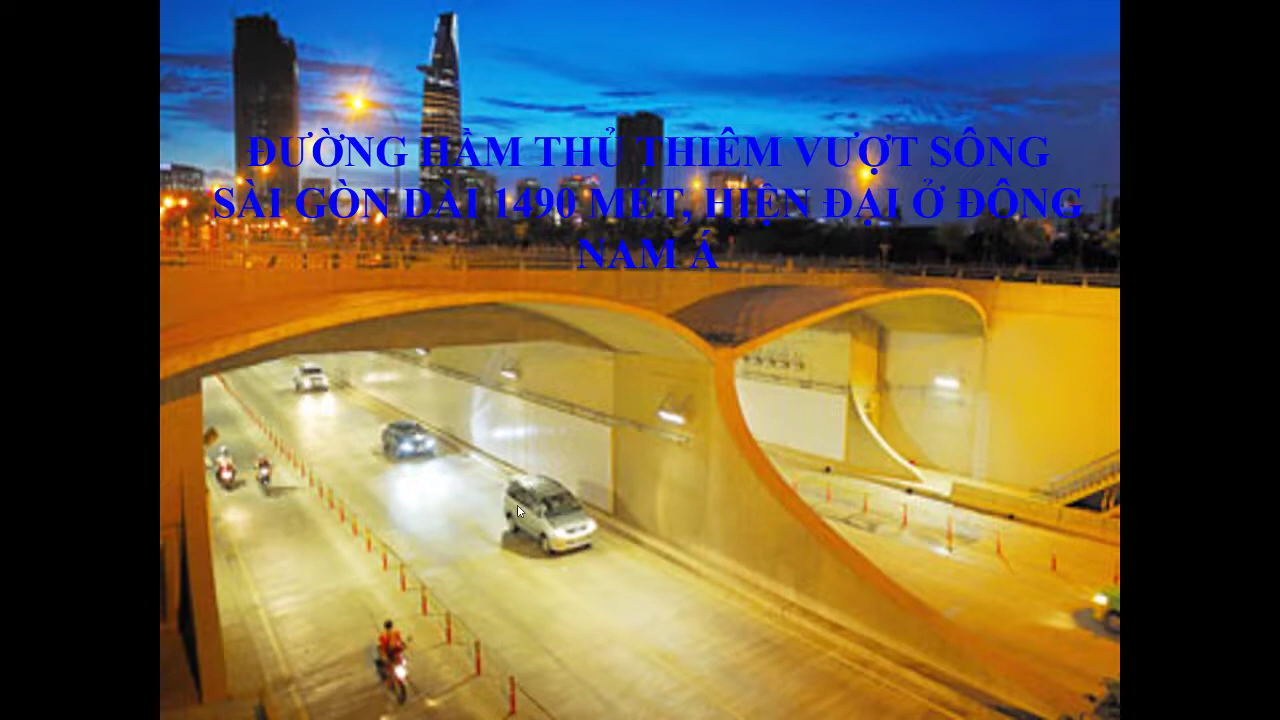 ĐƯỜNG HẦM THỦ THIÊM VƯỢT SÔNG
SÀI GÒN DÀI 1490 MÉT, HIỆN ĐẠI Ở ĐÔNG
NAM Á